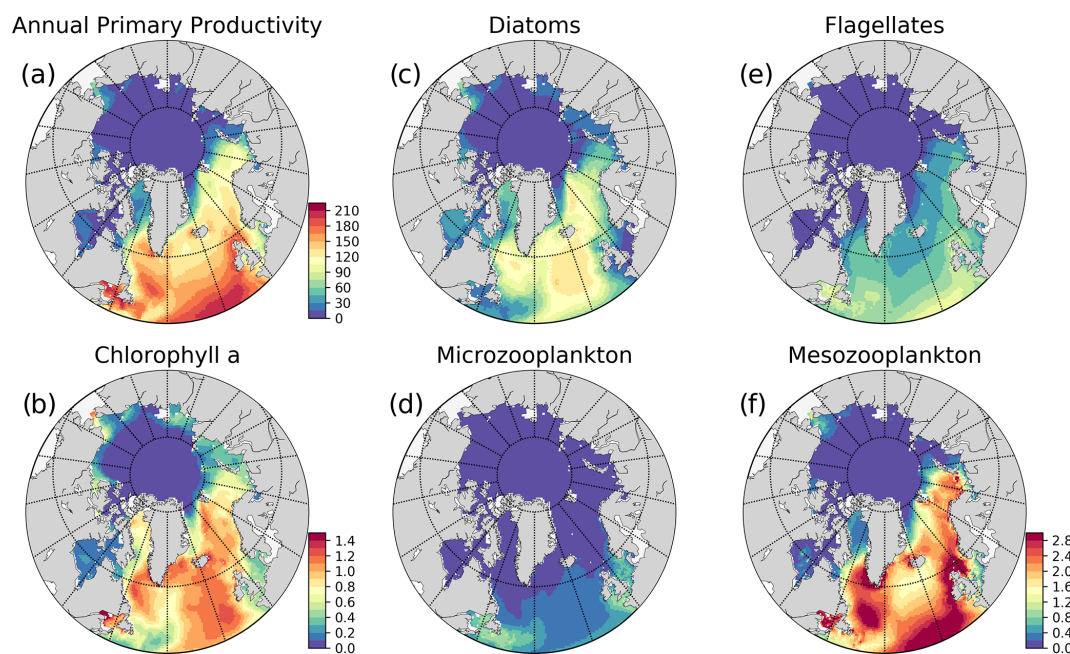 Annual Primary Productivity
Diatoms
Flagellates
(a)
(c)
(e)
210
180
150
120
90
60
30
0
Chlorophyll a
Microzooplankton
Mesozooplankton
(b)
(d)
(f)
1.4
1.2
1.0
0.8
0.6
0.4
0.2
0.0
2.8
2.4
2.0
1.6
1.2
0.8
0.4
0.0